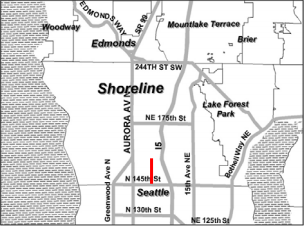 EDMONDS WAY
SR 99
Mountlake Terrace
Woodway
Edmonds
Brier
244TH ST SW
Shoreline
AURORA AV N
Lake Forest
Park
NE 175th St
I5
15th Ave NE
Bothell Way NE
Greenwood Ave N
N 145th St
Seattle
N 130th St
NE 125th St